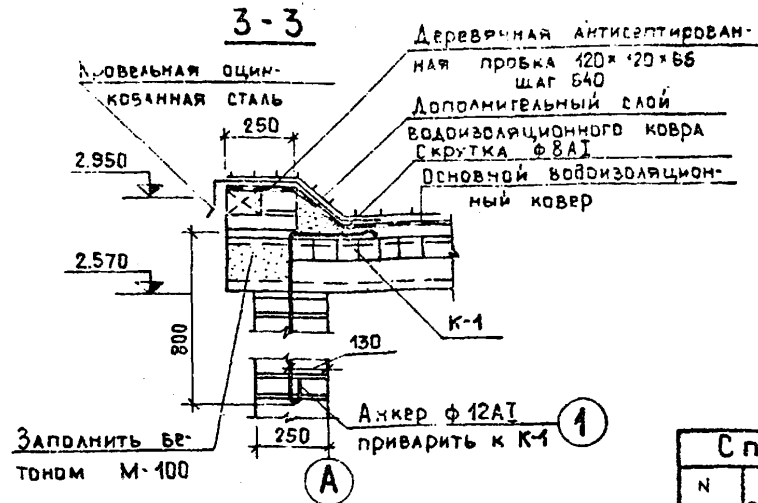 3-3
Деревянная антисептирован-
ная пробка 120×120×65
шаг 640
Кровельная оцин-
кованная сталь
Дополнительный слой
водоизоляционного ковра
Скрутка ф8АI
Основной водоизоляцион-
ный ковер
250
2.950
2.570
800
К-1
130
Анкер ф12АI
приварить к К-1
1
250
Заполнить бе-
тоном М-100
А
Сп
N